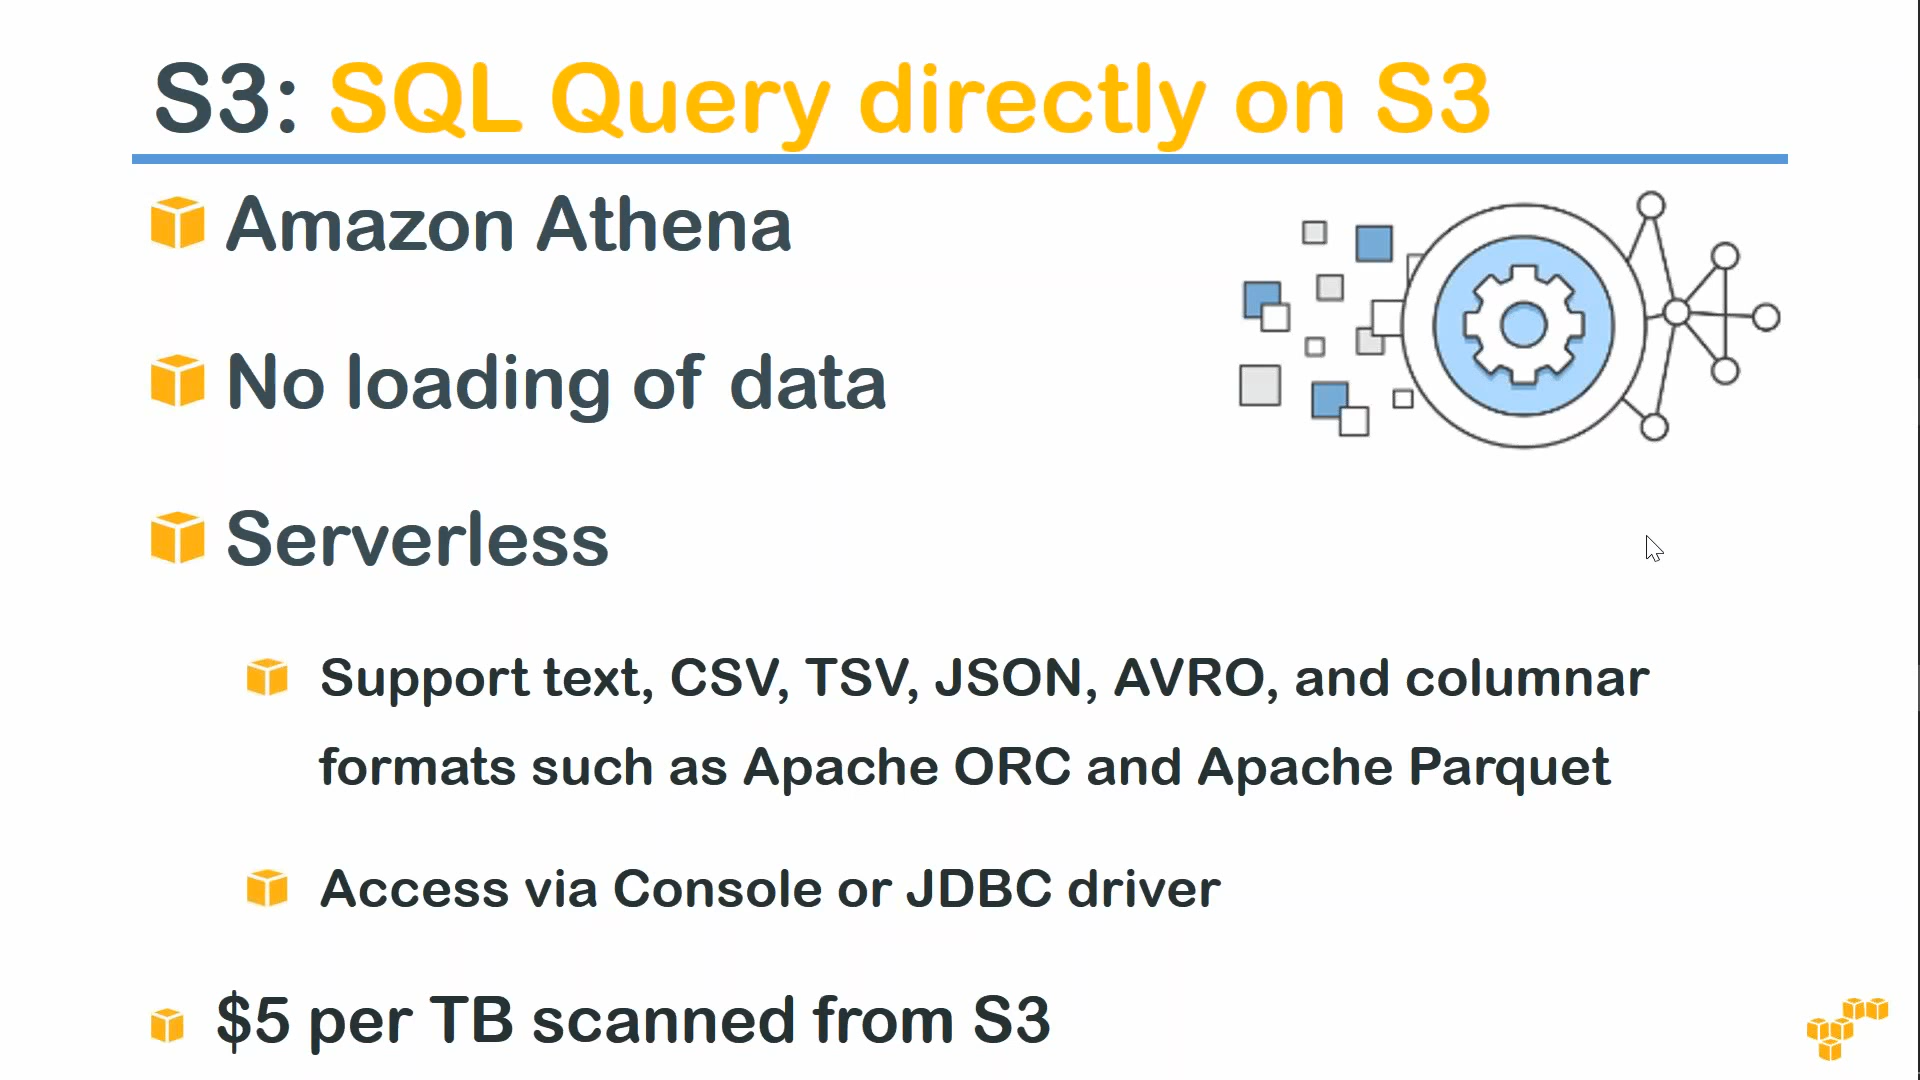 S3: SQL Query directly on S3
Amazon Athena
No loading of data
Serverless
Support text, CSV, TSV, JSON, AVRO, and columnar
formats such as Apache ORC and Apache Parquet
Access via Console or JDBC driver
$5 per TB scanned from S3